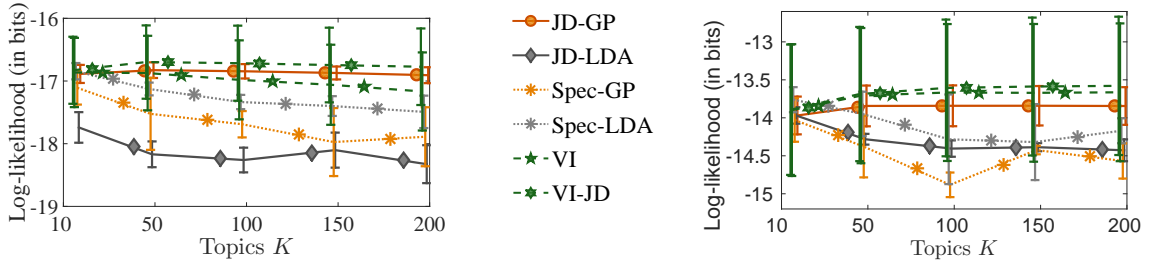 Log-likelihood (in bits)
-16
-17
-18
-19
10
50
100
150
200
Topics K
JD-GP
JD-LDA
Spec-GP
Spec-LDA
VI
VI-JD
Log-likelihood (in bits)
-13
-13.5
-14
-14.5
-15
10
50
100
150
200
Topics K